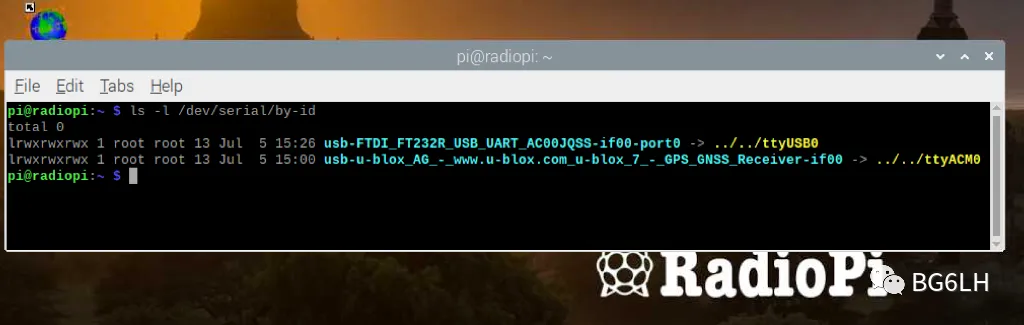 pi@radiopi: ~
File Edit Tabs Help
pi@radiopi:~ $ ls -l /dev/serial/by-id
total 0
lrwxrwxrwx 1 root root 13 Jul  5 15:26 usb-FTDI_FT232R_USB_UART_AC00JQSS-if00-port0 -> ../../ttyUSB0
lrwxrwxrwx 1 root root 13 Jul  5 15:00 usb-u-blox_AG_-_www.u-blox.com_u-blox_7_-_GPS_GNSS_Receiver-if00 -> ../../ttyACM0
pi@radiopi:~ $
RadioPi
BG6LH